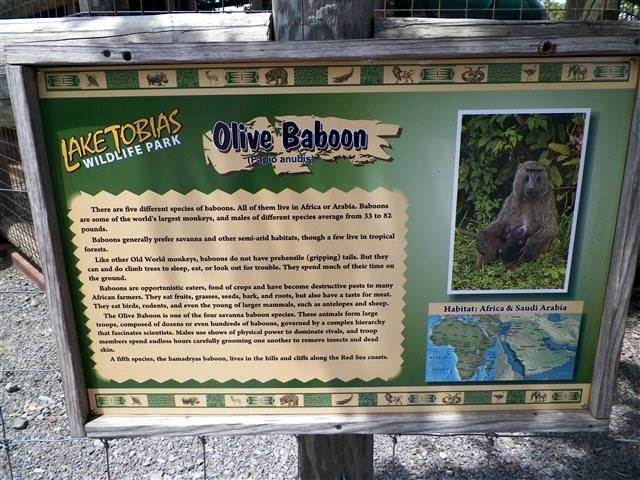 LAKE TOBIAS
WILDLIFE PARK
Olive Baboon
(Papio anubis)
There are five different species of baboons. All of them live in Africa or Arabia. Baboons
are some of the world's largest monkeys, and males of different species average from 33 to 82
pounds.
Baboons generally prefer savanna and other semi-arid habitats, though a few live in tropical
forests.
Like other Old World monkeys, baboons do not have prehensile (gripping) tails. But they
can and do climb trees to sleep, eat, or look out for trouble. They spend much of their time on
the ground.
Baboons are opportunistic eaters, fond of crops and have become destructive pests to many
African farmers. They eat fruits, grasses, seeds, bark, and roots, but also have a taste for meat.
They eat birds, rodents, and even the young of larger mammals, such as antelopes and sheep.
The Olive Baboon is one of the four savanna baboon species. These animals form large
troops, composed of dozens or even hundreds of baboons, governed by a complex hierarchy
that fascinates scientists. Males use shows of physical power to dominate rivals, and troop
members spend endless hours carefully grooming one another to remove insects and dead
skin.
A fifth species, the hamadryas baboon, lives in the hills and cliffs along the Red Sea coasts.
Habitat: Africa & Saudi Arabia